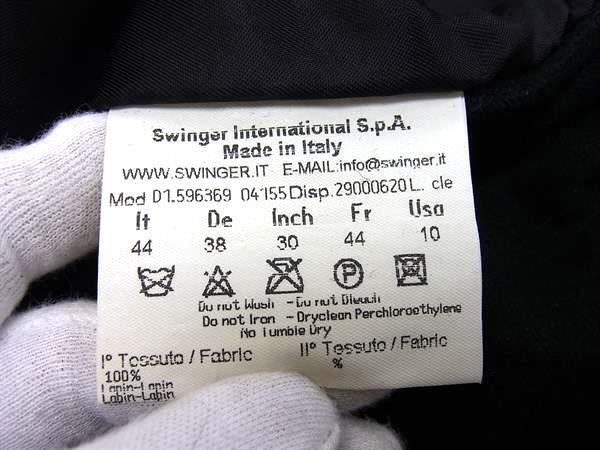 Swinger International S.p.A.
Made in Italy
WWW.SWINGER.IT E-MAIL:info@swinger.it
Mod D1.596369 04155 Disp.29000620 L. cle
It De Inch Fr Usa
44 38 30 44 10
P
Do not Wash - Do not Bleach
Do not Iron - Dryclean Perchloroethylene
No Tumble Dry
I° Tessuto / Fabric II° Tessuto / Fabric
100% %
Lapin-Lapin
Lapin-Lapin